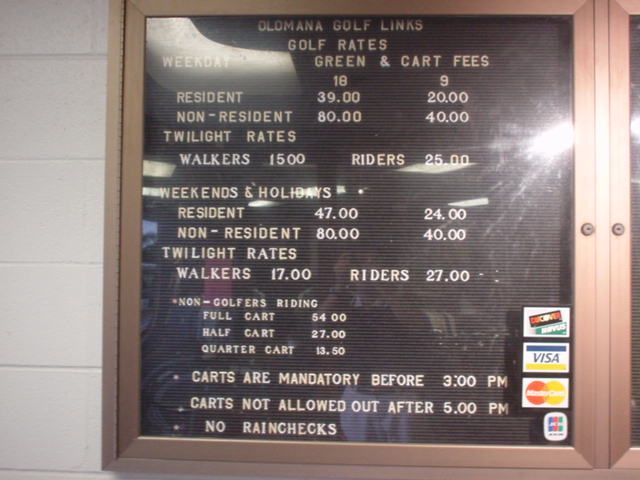 OLOMANA GOLF LINKS
GOLF RATES
WEEKDAY GREEN & CART FEES
18 9
RESIDENT 39.00 20.00
NON-RESIDENT 80.00 40.00
TWILIGHT RATES
WALKERS 1500 RIDERS 25.00
WEEKENDS & HOLIDAYS
RESIDENT 47.00 24.00
NON-RESIDENT 80.00 40.00
TWILIGHT RATES
WALKERS 17.00 RIDERS 27.00 -
*NON-GOLFERS RIDING
FULL CART 54 00
HALF CART 27.00
QUARTER CART 13.50
* CARTS ARE MANDATORY BEFORE 3:00 PM
* CARTS NOT ALLOWED OUT AFTER 5.00 PM
* NO RAINCHECKS
DISCOVER
NOVUS
VISA
MasterCard
JCB